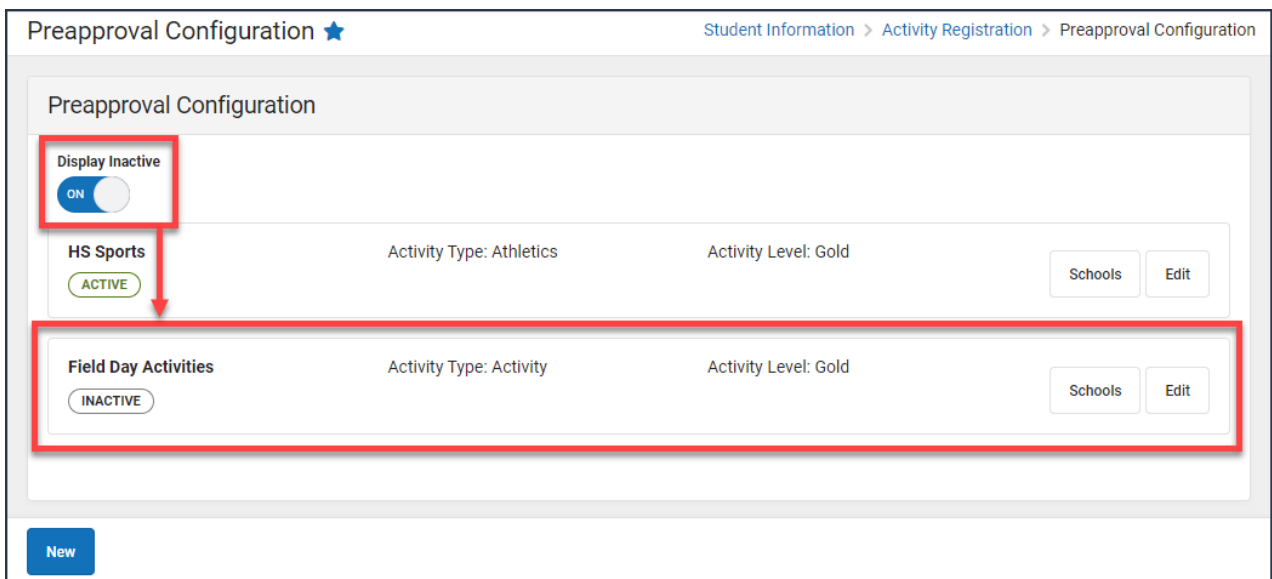 Preapproval Configuration Student Information > Activity Registration > Preapproval Configuration
Preapproval Configuration
Display Inactive
ON
HS Sports Activity Type: Athletics Activity Level: Gold
ACTIVE
Schools Edit
Field Day Activities Activity Type: Activity Activity Level: Gold
INACTIVE
Schools Edit
New